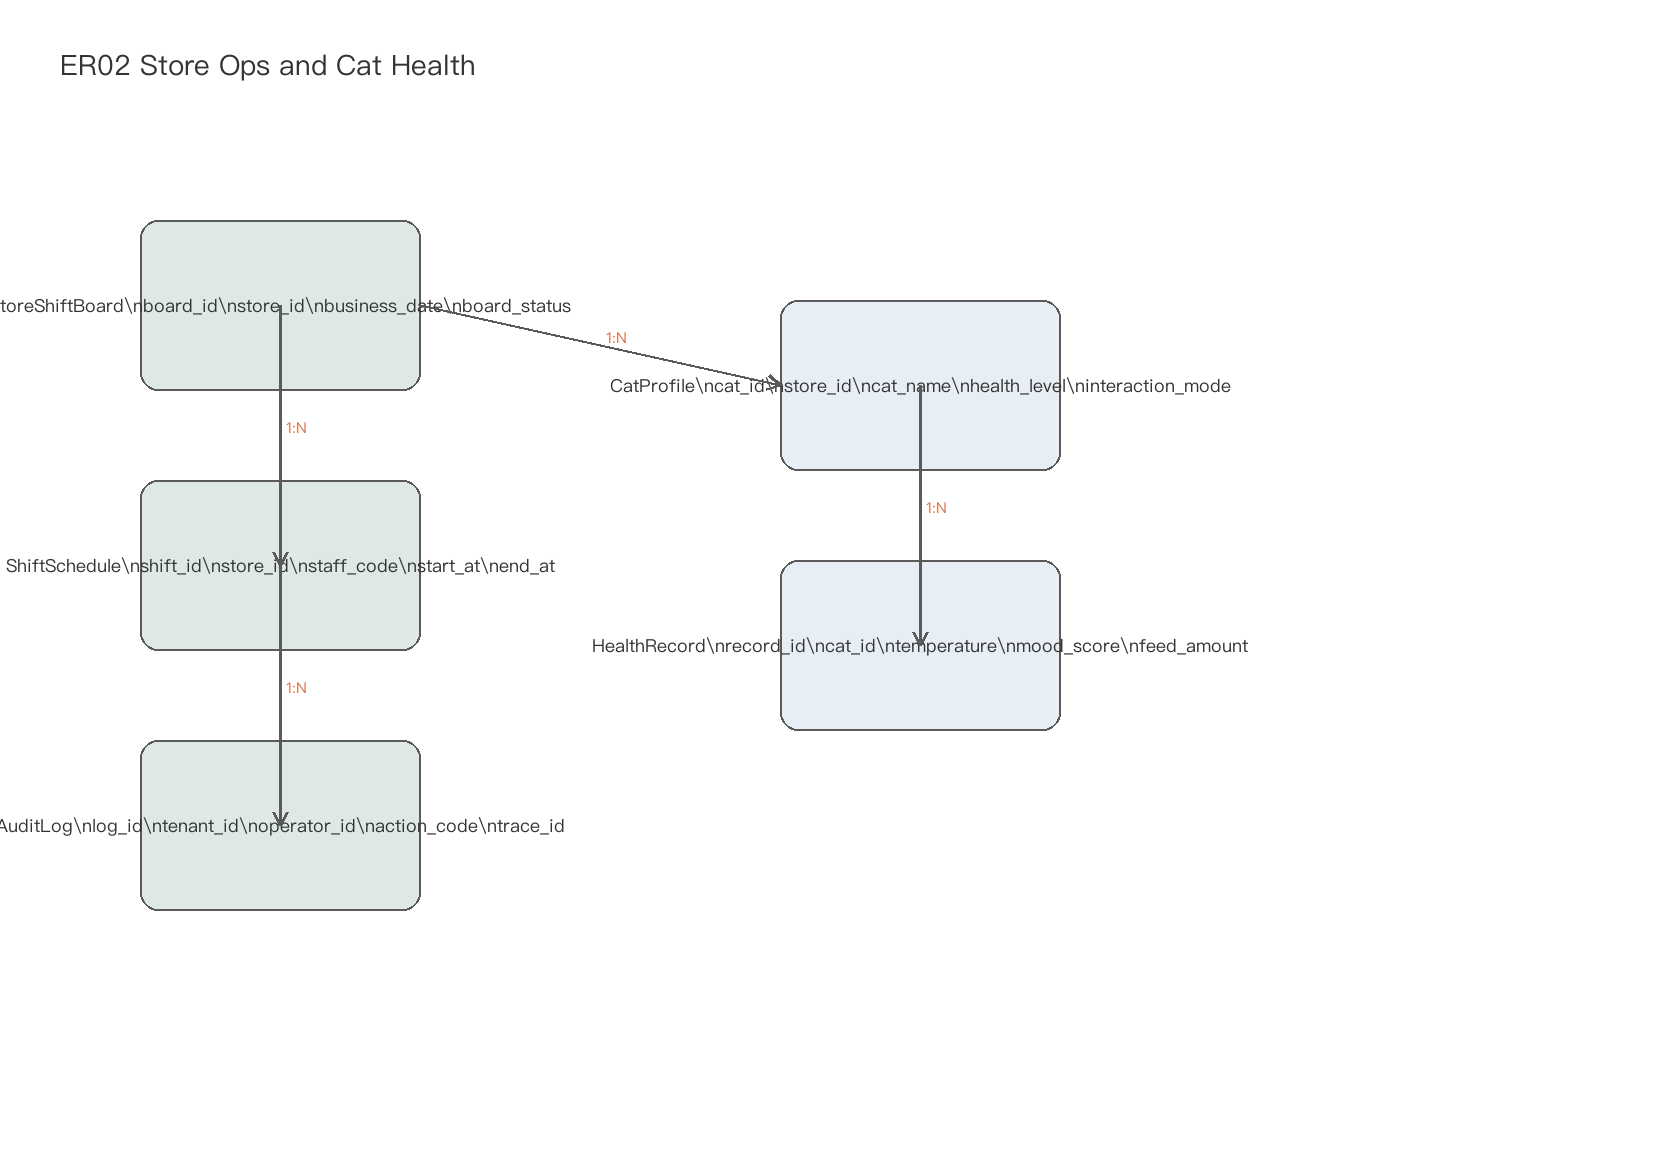 ER02 Store Ops and Cat Health
toreShiftBoard\nboard_id\nstore_id\nbusiness_date\nboard_status
1:N
CatProfile\ncat_id\nstore_id\ncat_name\nhealth_level\ninteraction_mode
1:N
1:N
ShiftSchedule\nshift_id\nstore_id\nstaff_code\nstart_at\nend_at
HealthRecord\nrecord_id\ncat_id\ntemperature\nmood_score\nfeed_amount
1:N
AuditLog\nlog_id\ntenant_id\noperator_id\naction_code\ntrace_id